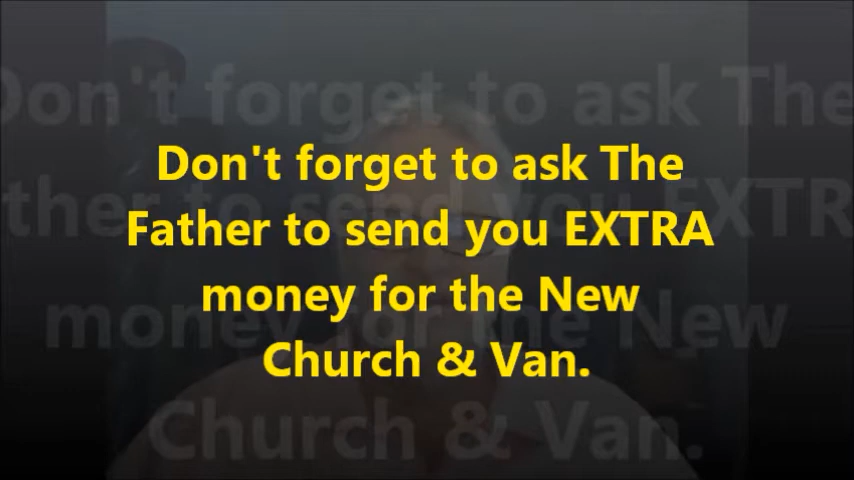 Don't forget to ask The
Father to send you EXTRA
money for the New
Church & Van.